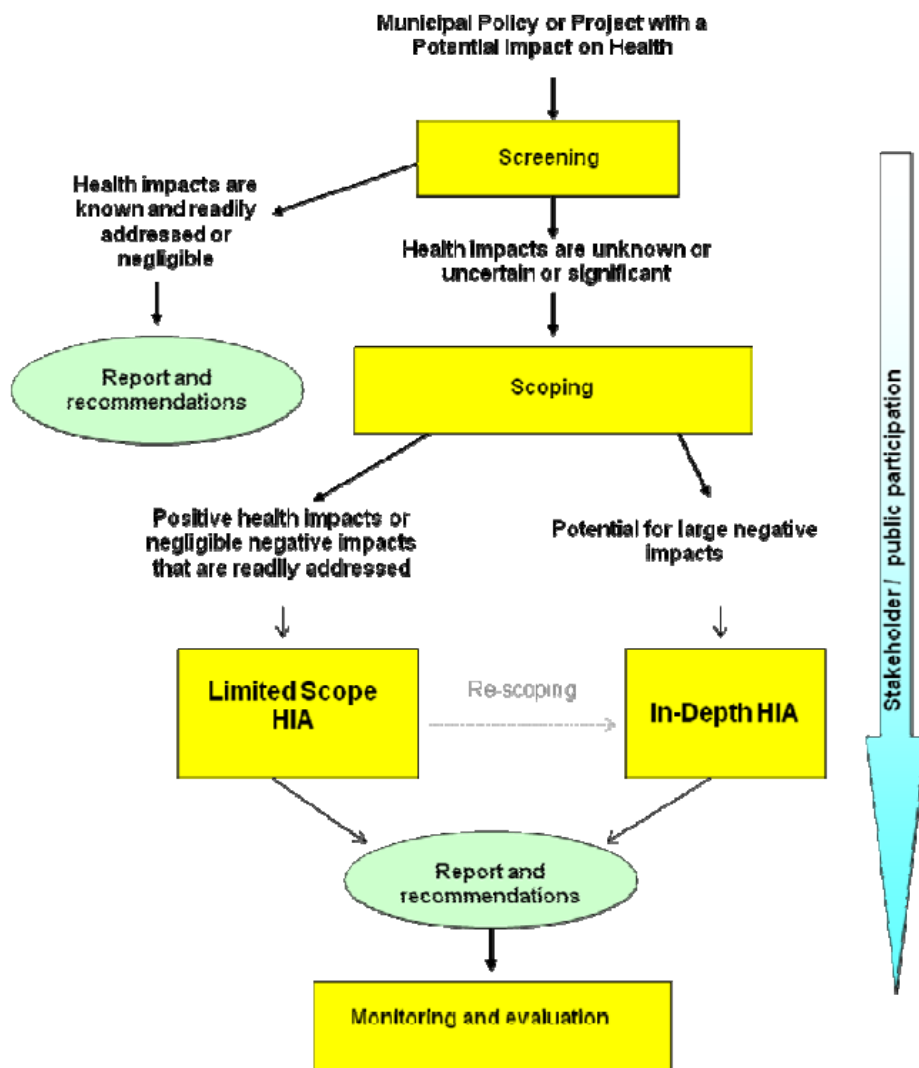 Municipal Policy or Project with a
Potential Impact on Health
Screening
Health impacts are
known and readily
addressed or
negligible
Health impacts are unknown or
uncertain or significant
Report and
recommendations
Scoping
Positive health impacts or
negligible negative impacts
that are readily addressed
Potential for large negative
impacts
Limited Scope
HIA
Re-scoping
In-Depth HIA
Report and
recommendations
Monitoring and evaluation
Stakeholder / public participation